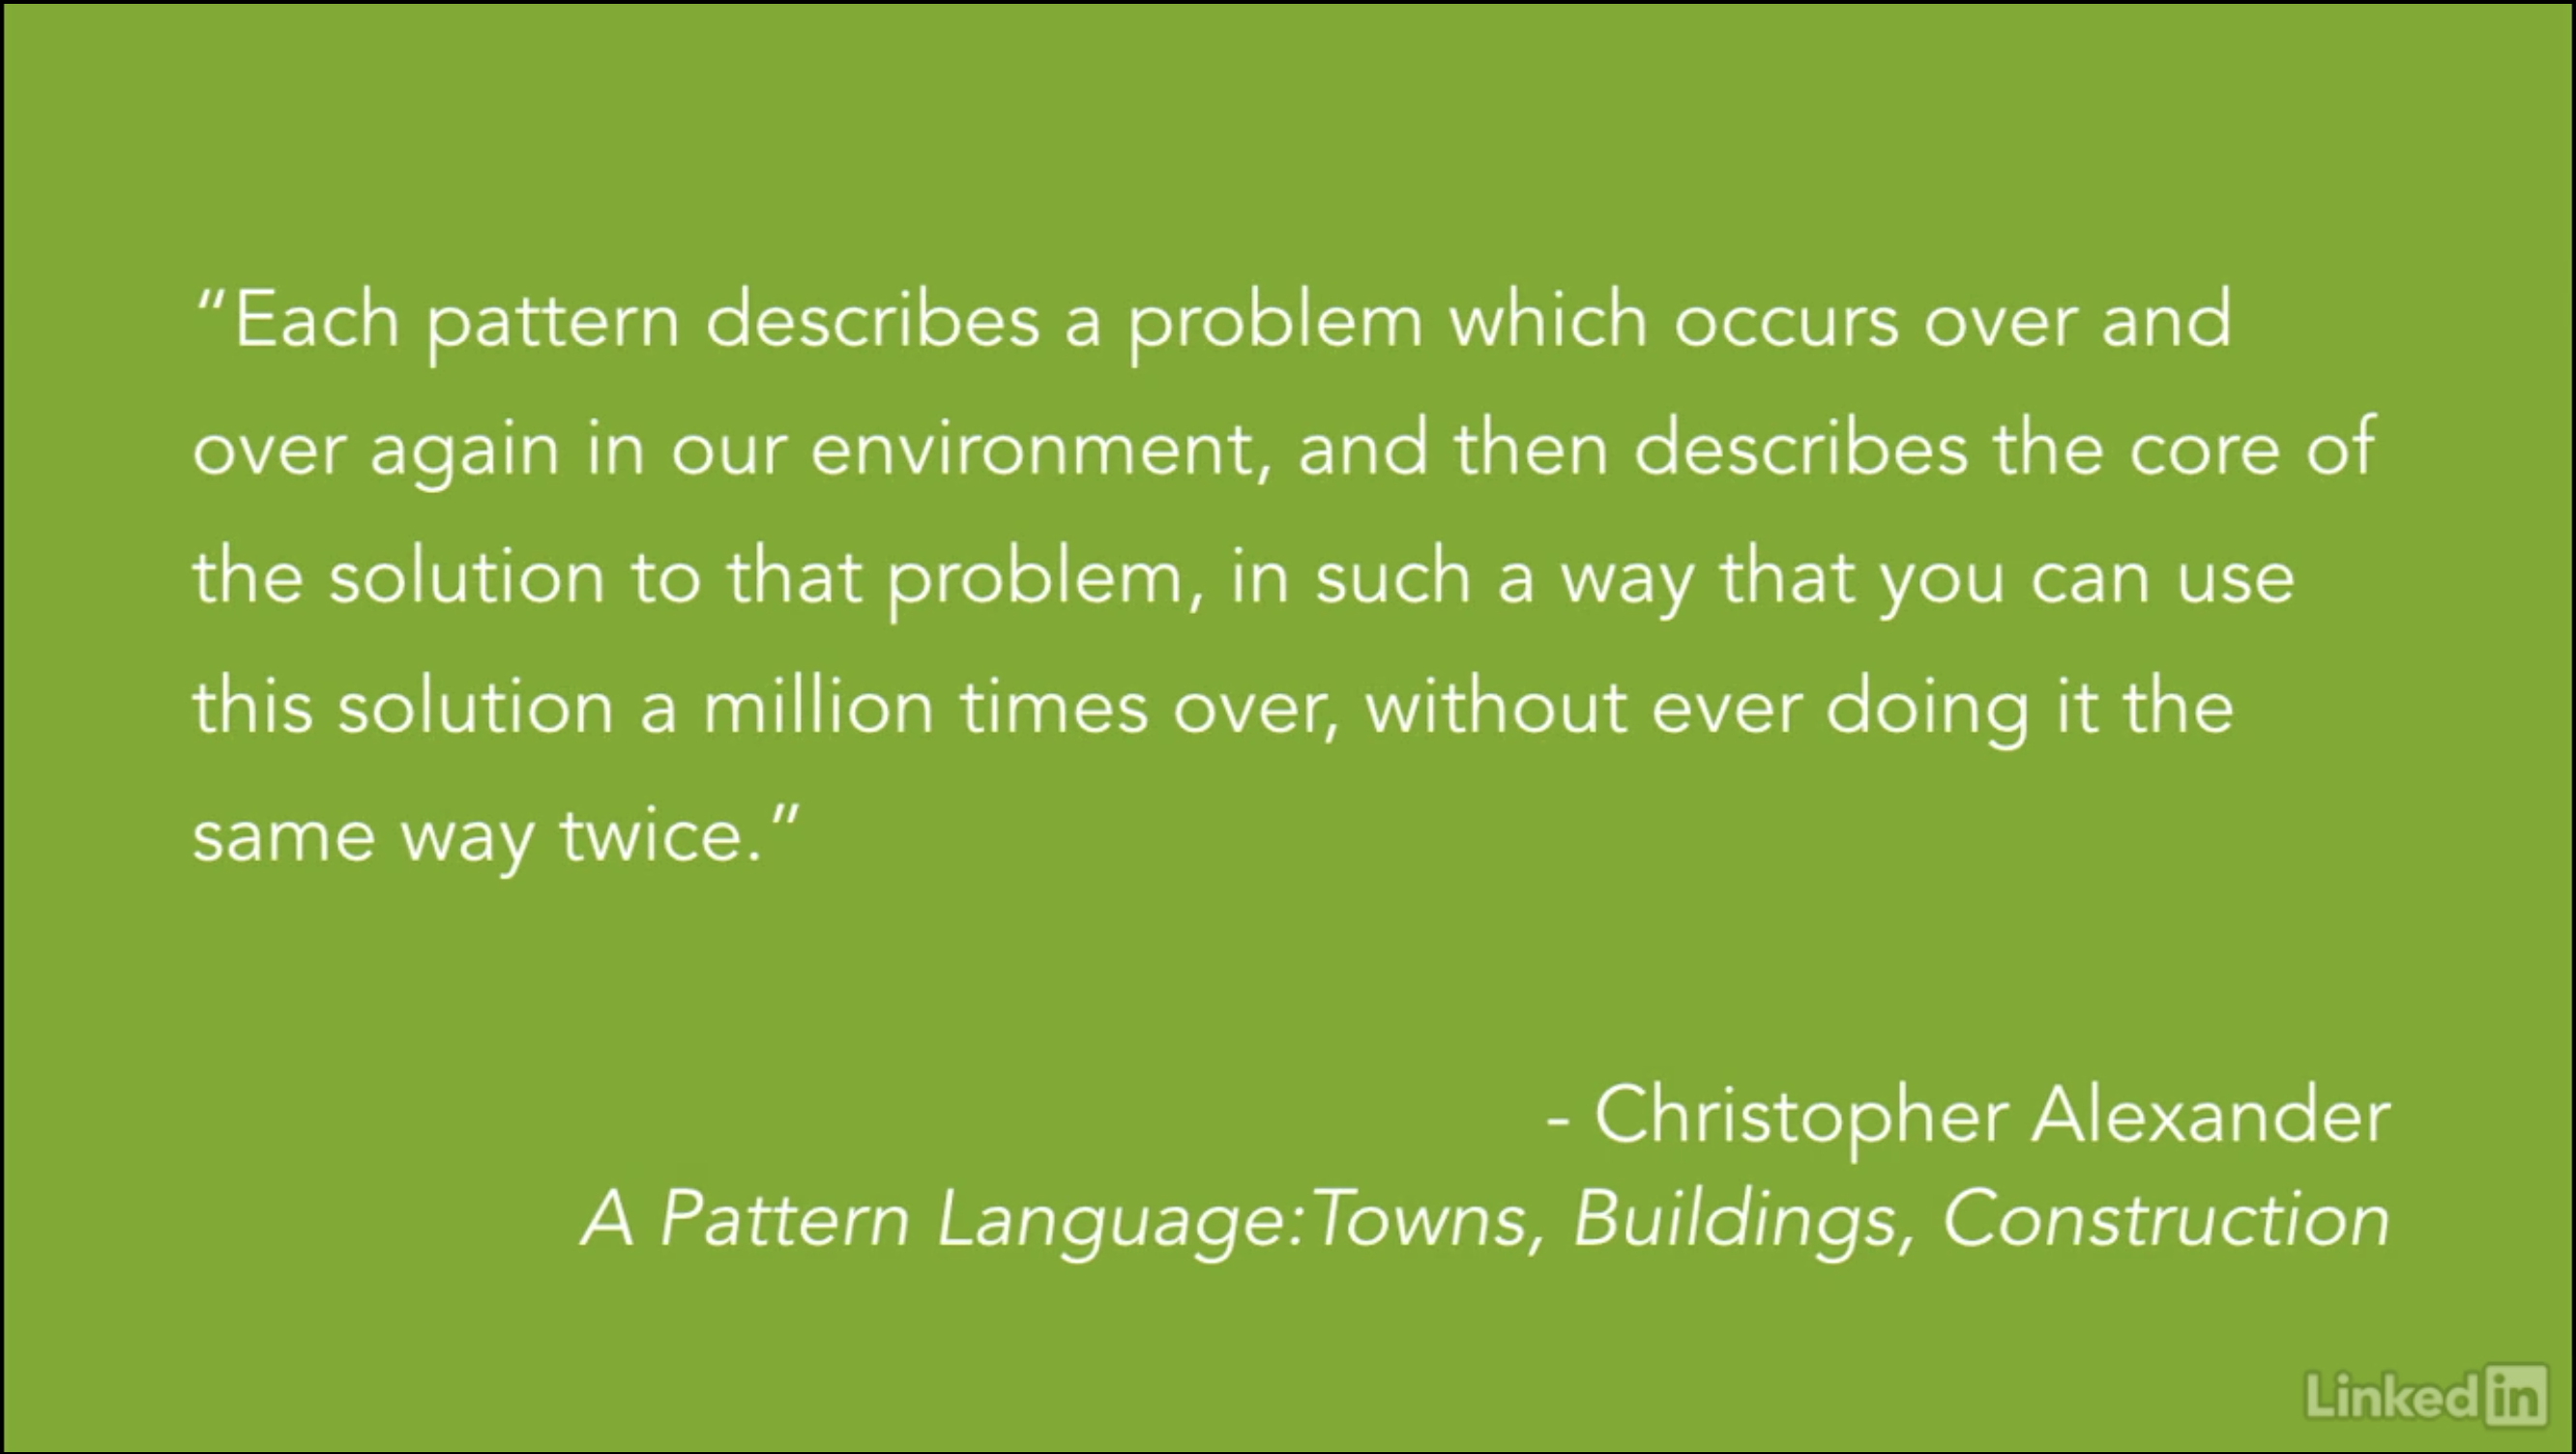 “Each pattern describes a problem which occurs over and
over again in our environment, and then describes the core of
the solution to that problem, in such a way that you can use
this solution a million times over, without ever doing it the
same way twice.”
- Christopher Alexander
A Pattern Language:Towns, Buildings, Construction
Linked in